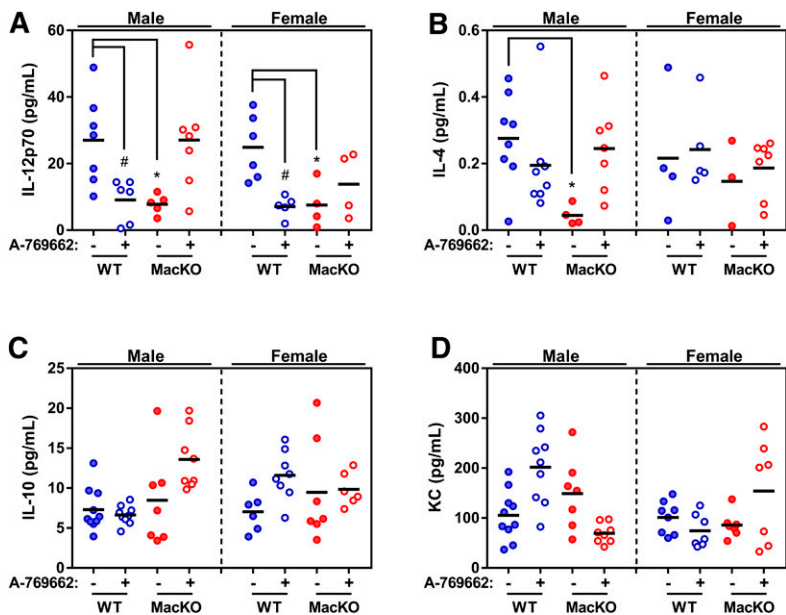 A
Male Female
IL-12p70 (pg/mL)
60
40
20
0
#
*
#
*
A-769662: - + - + - + - +
WT MacKO WT MacKO
B
Male Female
IL-4 (pg/mL)
0.6
0.4
0.2
0.0
*
A-769662: - + - + - + - +
WT MacKO WT MacKO
C
Male Female
IL-10 (pg/mL)
25
20
15
10
5
0
A-769662: - + - + - + - +
WT MacKO WT MacKO
D
Male Female
KC (pg/mL)
400
300
200
100
0
A-769662: - + - + - + - +
WT MacKO WT MacKO